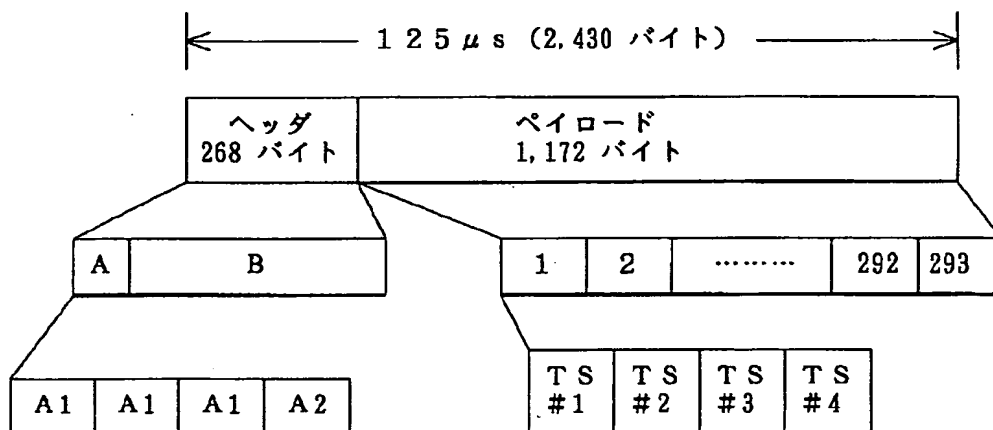 125μs (2,430 バイト)
ヘッダ
268 バイト
ペイロード
1,172 バイト
A
B
1
2
………
292
293
A1
A1
A1
A2
TS
#1
TS
#2
TS
#3
TS
#4